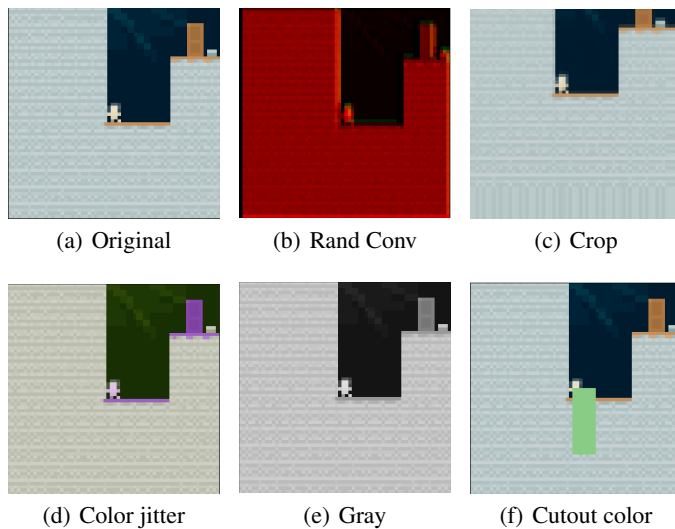 (a) Original
(b) Rand Conv
(c) Crop
(d) Color jitter
(e) Gray
(f) Cutout color